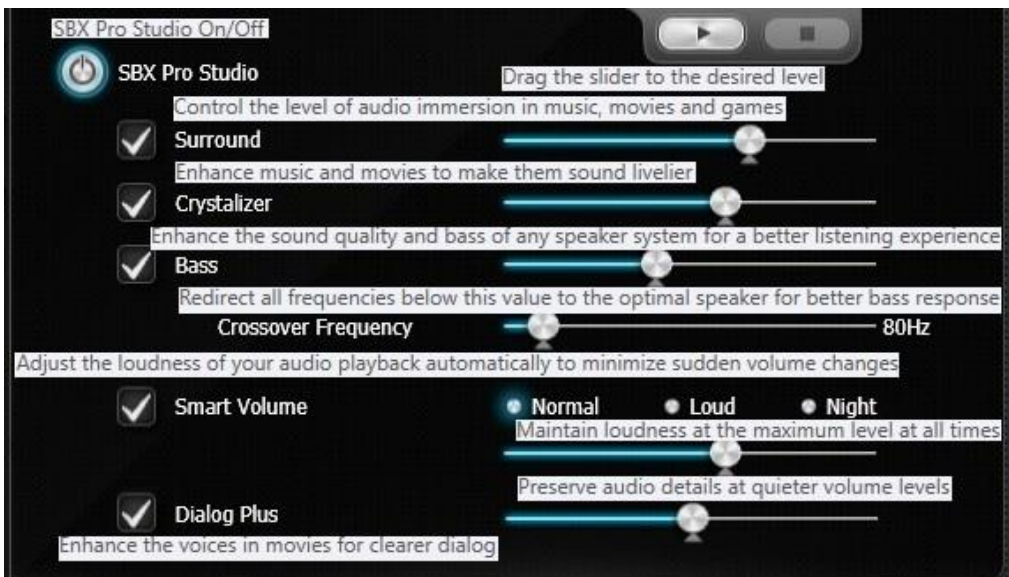 SBX Pro Studio On/Off
SBX Pro Studio
Drag the slider to the desired level
Control the level of audio immersion in music, movies and games
Surround
Enhance music and movies to make them sound livelier
Crystalizer
Enhance the sound quality and bass of any speaker system for a better listening experience
Bass
Redirect all frequencies below this value to the optimal speaker for better bass response
Crossover Frequency 80Hz
Adjust the loudness of your audio playback automatically to minimize sudden volume changes
Smart Volume Normal Loud Night
Maintain loudness at the maximum level at all times
Preserve audio details at quieter volume levels
Dialog Plus
Enhance the voices in movies for clearer dialog